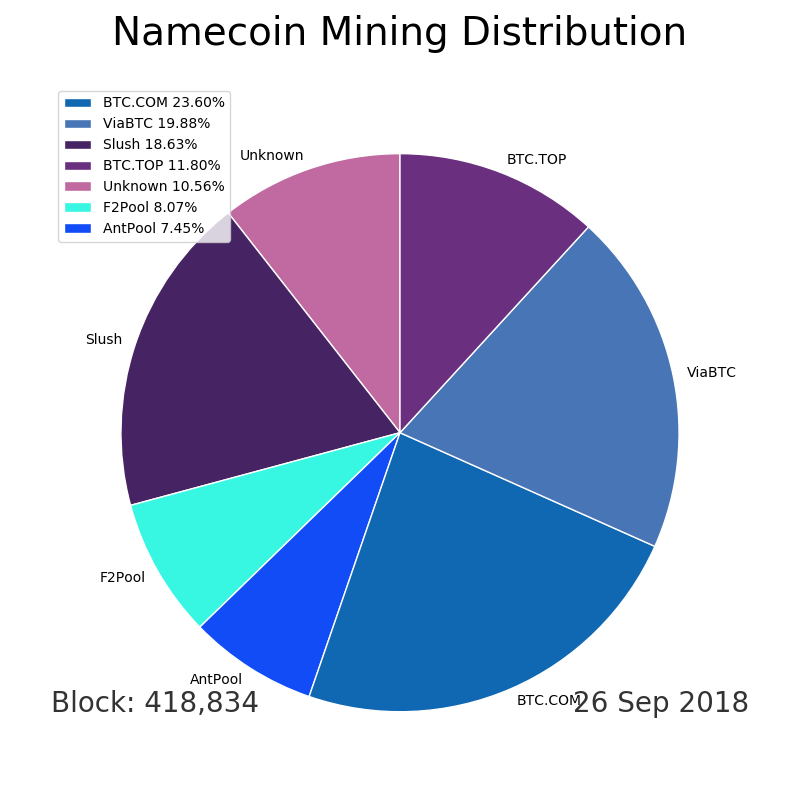 Namecoin Mining Distribution
BTC.COM 23.60%
ViaBTC 19.88%
Slush 18.63%
BTC.TOP 11.80%
Unknown 10.56%
F2Pool 8.07%
AntPool 7.45%
Unknown
BTC.TOP
Slush
ViaBTC
F2Pool
AntPool
BTC.COM
Block: 418,834
26 Sep 2018